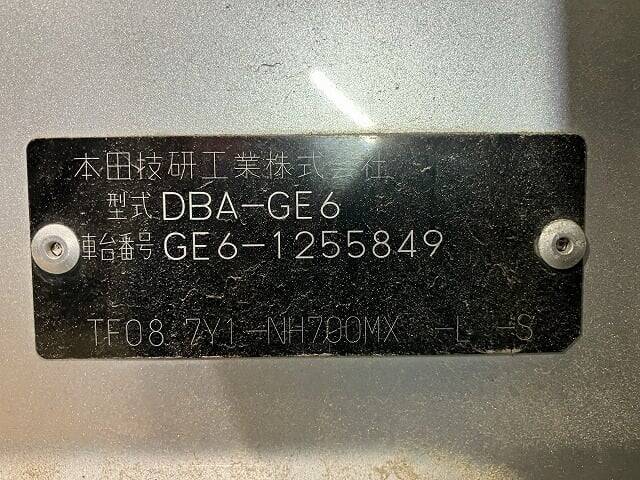 本田技研工業株式会社
型式 DBA-GE6
車台番号 GE6-1255849
TF08 7Y1-NH700MX -L -S